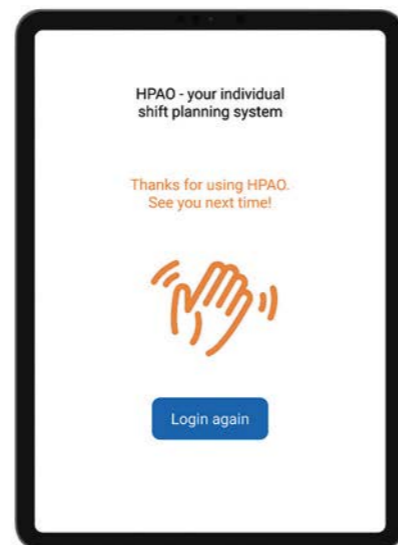 HPAO - your individual
shift planning system
Thanks for using HPAO.
See you next time!
Login again